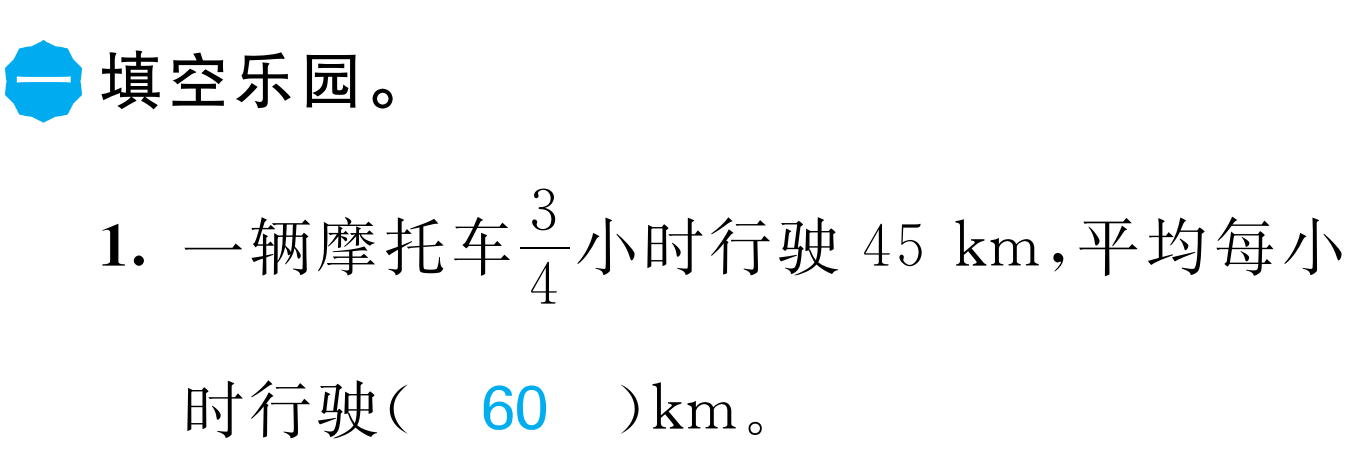 一 填空乐园。
1. 一辆摩托车3/4小时行驶 45 km,平均每小
时行驶( 60 )km。